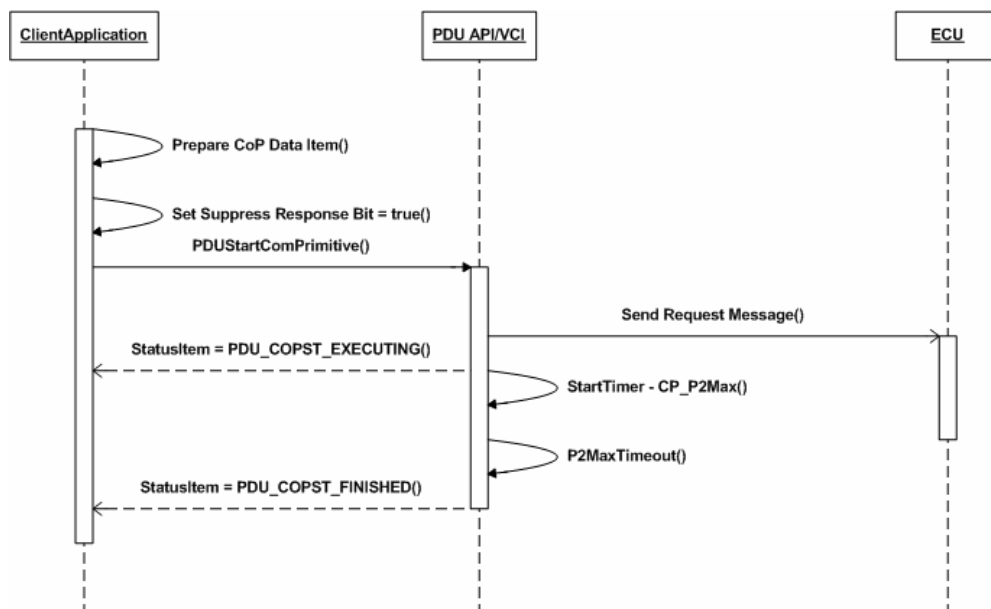 ClientApplication
PDU API/VCI
ECU
Prepare CoP Data Item()
Set Suppress Response Bit = true()
PDUStartComPrimitive()
Send Request Message()
StatusItem = PDU_COPST_EXECUTING()
StartTimer - CP_P2Max()
P2MaxTimeout()
StatusItem = PDU_COPST_FINISHED()